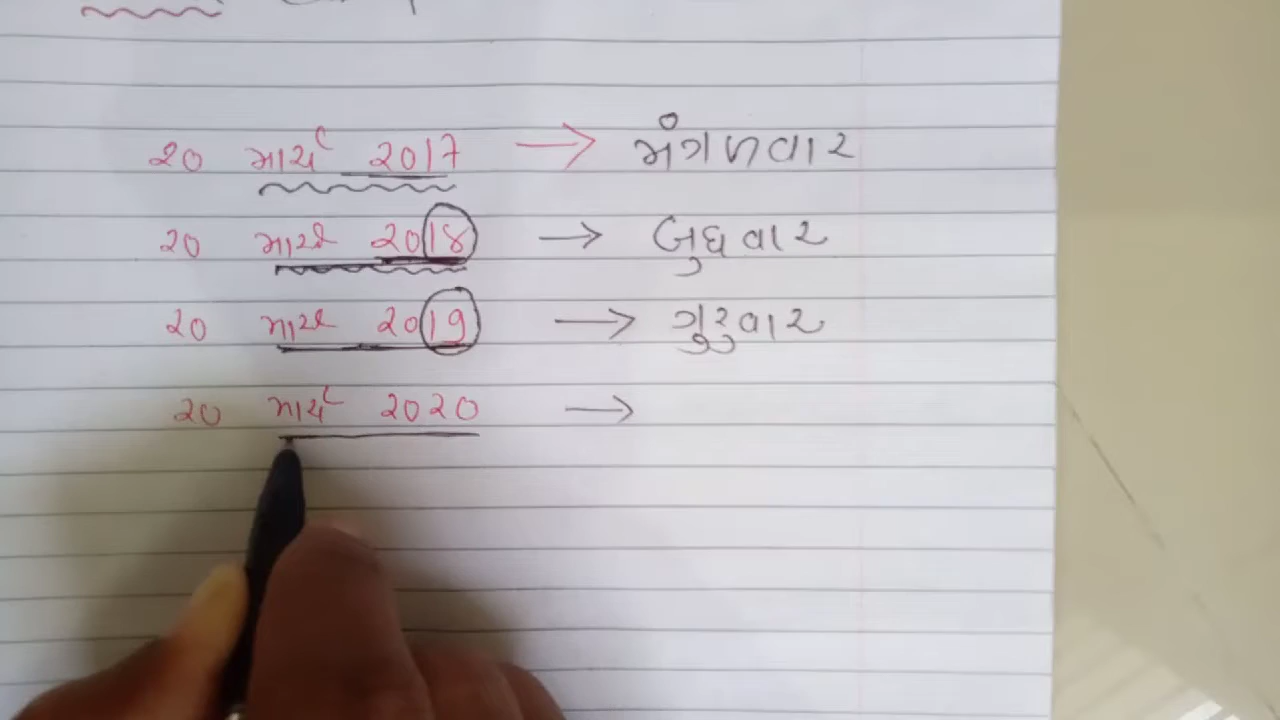 20 માર્ચ 2017 → મંગળવાર
20 માર્ચ 2018 → બુધવાર
20 માર્ચ 2019 → ગુરુવાર
20 માર્ચ 2020 →